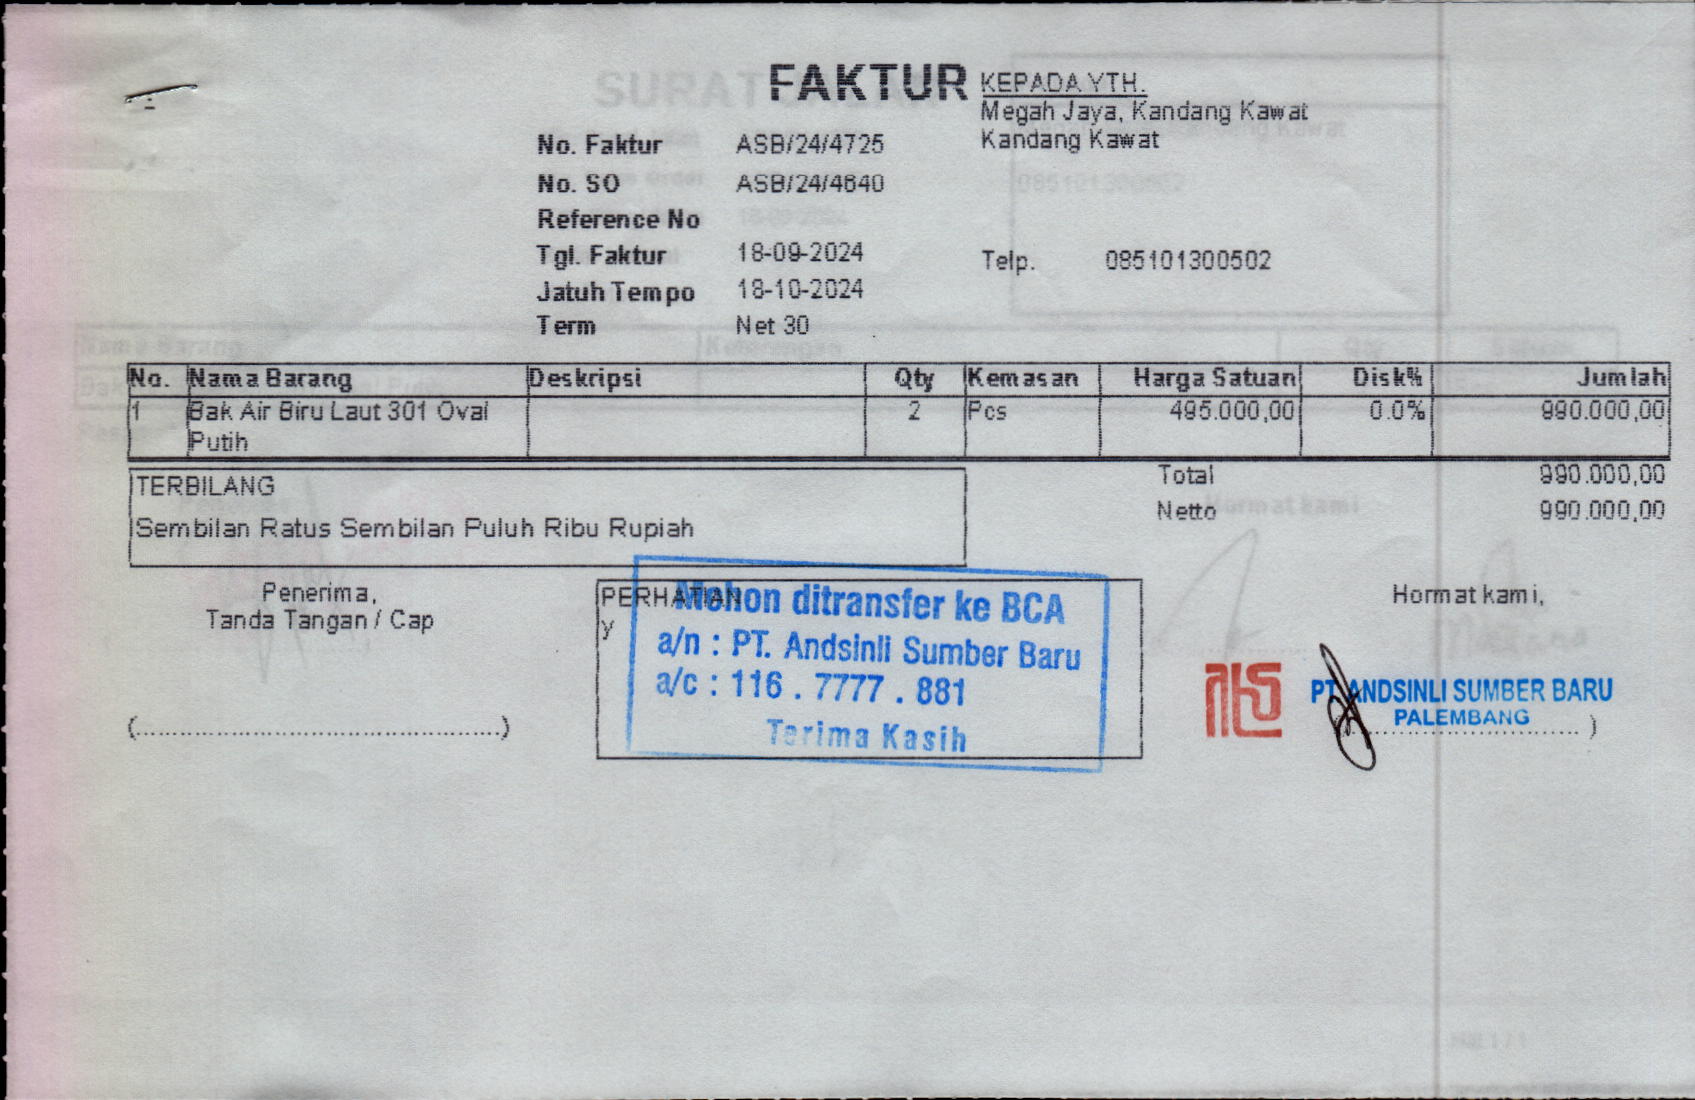 FAKTUR
KEPADA YTH.
Megah Jaya, Kandang Kawat
Kandang Kawat
No. Faktur ASB/24/4725
No. SO ASB/24/4640
Reference No
Tgl. Faktur 18-09-2024
Telp. 085101300502
Jatuh Tempo 18-10-2024
Term Net 30
No. Nama Barang Deskripsi Qty Kemasan Harga Satuan Disk% Jumlah
1 Bak Air Biru Laut 301 Oval 2 Pcs 495.000,00 0.0% 990.000,00
Putih
Total 990.000,00
Netto 990.000,00
TERBILANG
Sembilan Ratus Sembilan Puluh Ribu Rupiah
Penerima,
Tanda Tangan / Cap
(..............................................)
PERHATIAN
y
Mohon ditransfer ke BCA
a/n : PT. Andsinli Sumber Baru
a/c : 116 . 7777 . 881
Terima Kasih
Hormat kami,
PT. ANDSINLI SUMBER BARU
PALEMBANG